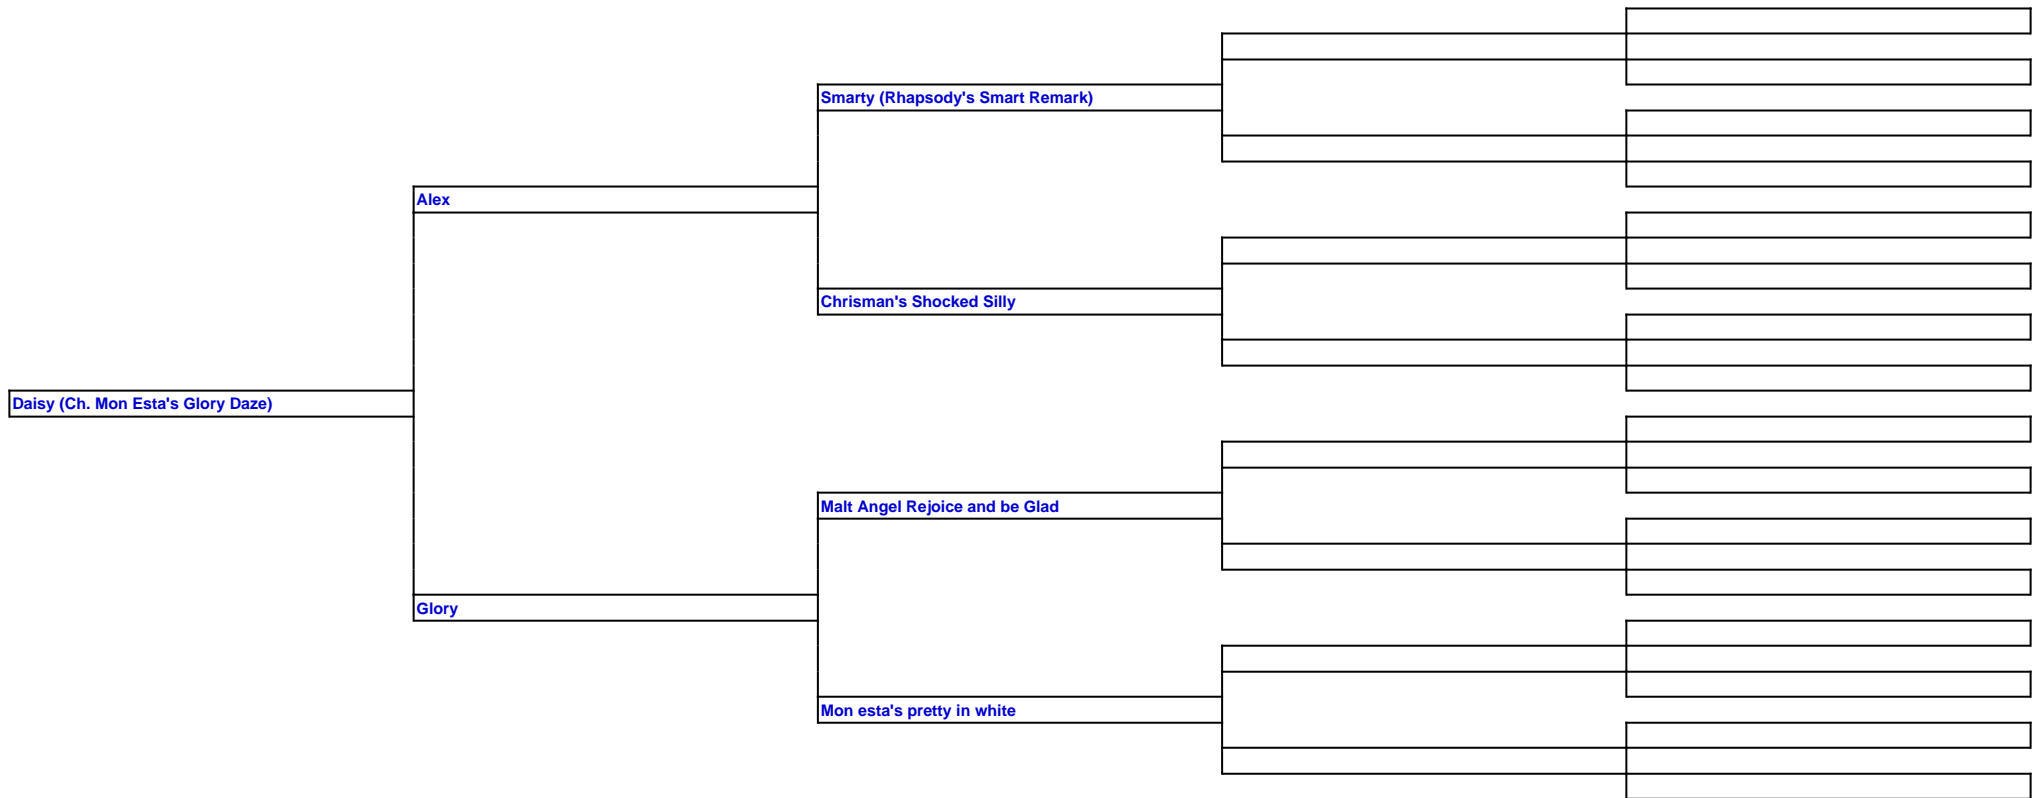 Smarty (Rhapsody's Smart Remark)
Alex
Chrisman's Shocked Silly
Daisy (Ch. Mon Esta's Glory Daze)
Malt Angel Rejoice and be Glad
Glory
Mon esta's pretty in white